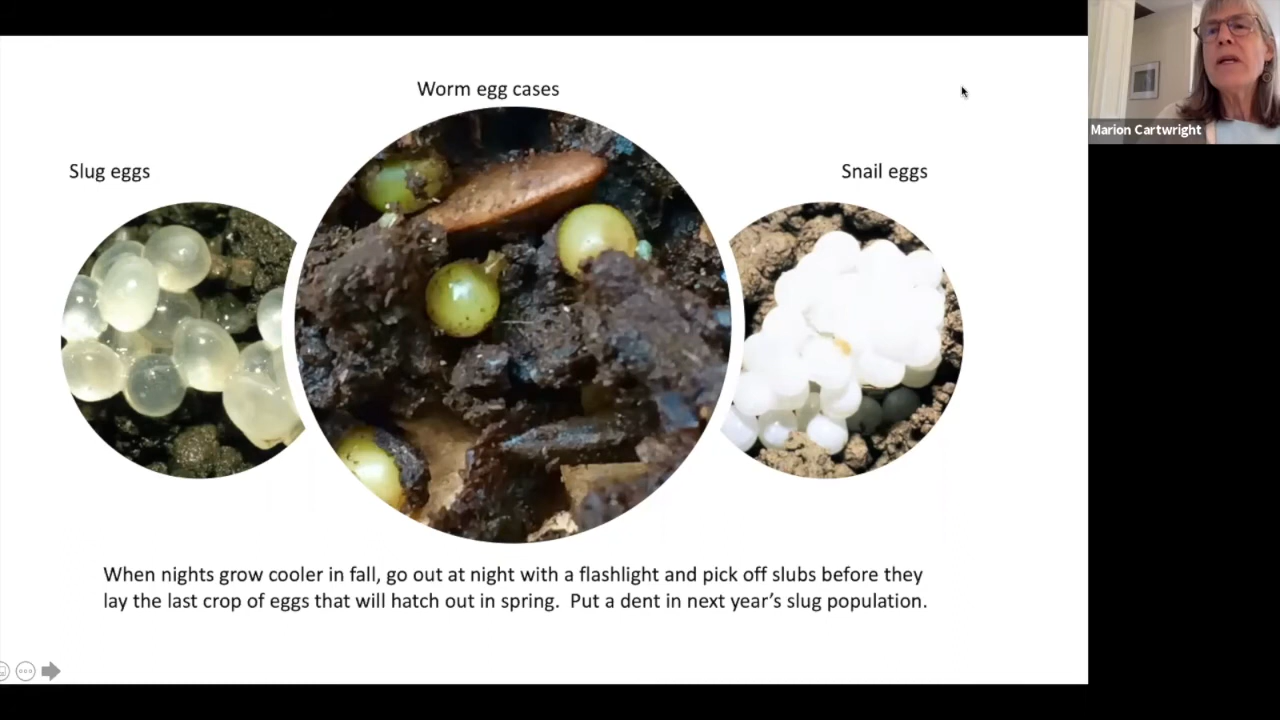 Worm egg cases
Slug eggs
Snail eggs
When nights grow cooler in fall, go out at night with a flashlight and pick off slubs before they
lay the last crop of eggs that will hatch out in spring.  Put a dent in next year’s slug population.
Marion Cartwright